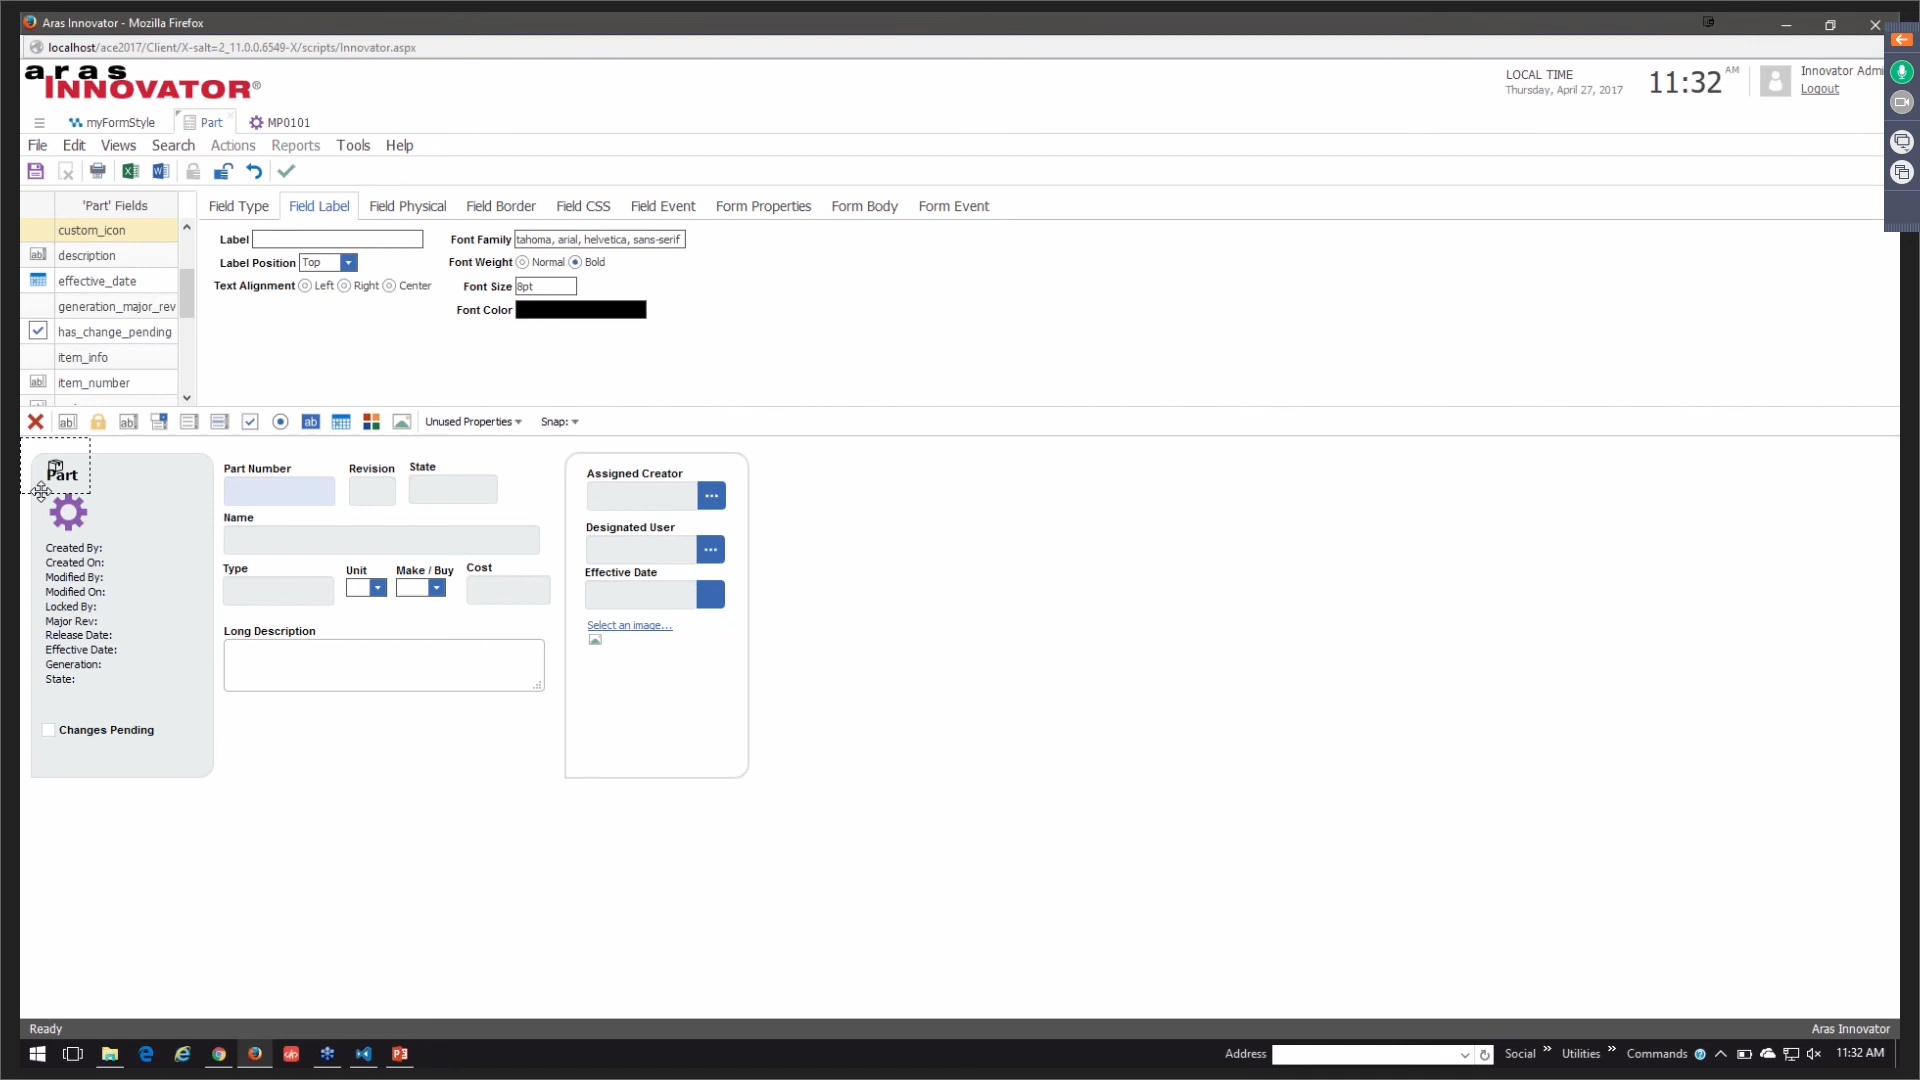 Aras Innovator - Mozilla Firefox
localhost/ace2017/Client/X-salt=2_11.0.0.6549-X/scripts/Innovator.aspx
aras
INNOVATOR®
LOCAL TIME
Thursday, April 27, 2017
11:32 AM
Innovator Admi
Logout
myFormStyle
Part
MP0101
File Edit Views Search Actions Reports Tools Help
'Part' Fields
custom_icon
description
effective_date
generation_major_rev
has_change_pending
item_info
item_number
Field Type Field Label Field Physical Field Border Field CSS Field Event Form Properties Form Body Form Event
Label
Label Position Top
Text Alignment Left Right Center
Font Family tahoma, arial, helvetica, sans-serif
Font Weight Normal Bold
Font Size 8pt
Font Color
Unused Properties
Snap:
Part
Created By:
Created On:
Modified By:
Modified On:
Locked By:
Major Rev:
Release Date:
Effective Date:
Generation:
State:
Changes Pending
Part Number Revision State
Name
Type Unit Make / Buy Cost
Long Description
Assigned Creator
Designated User
Effective Date
Select an image...
Ready
Aras Innovator
Address
Social
Utilities
Commands
11:32 AM